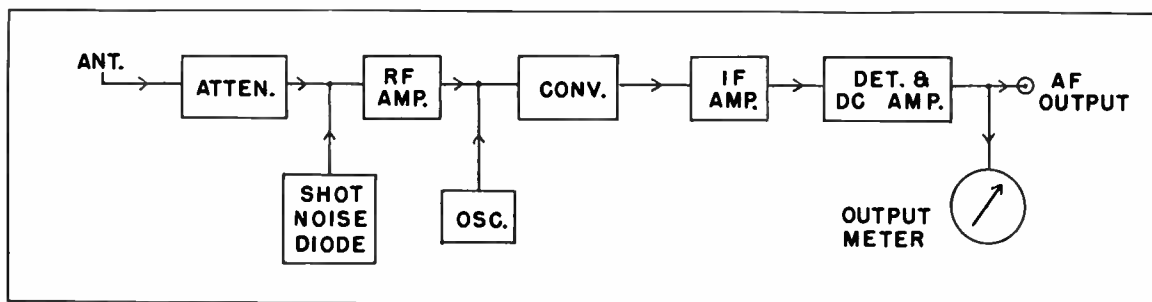 ANT.
ATTEN.
RF
AMP.
CONV.
IF
AMP.
DET. &
DC AMP.
AF
OUTPUT
SHOT
NOISE
DIODE
OSC.
OUTPUT
METER